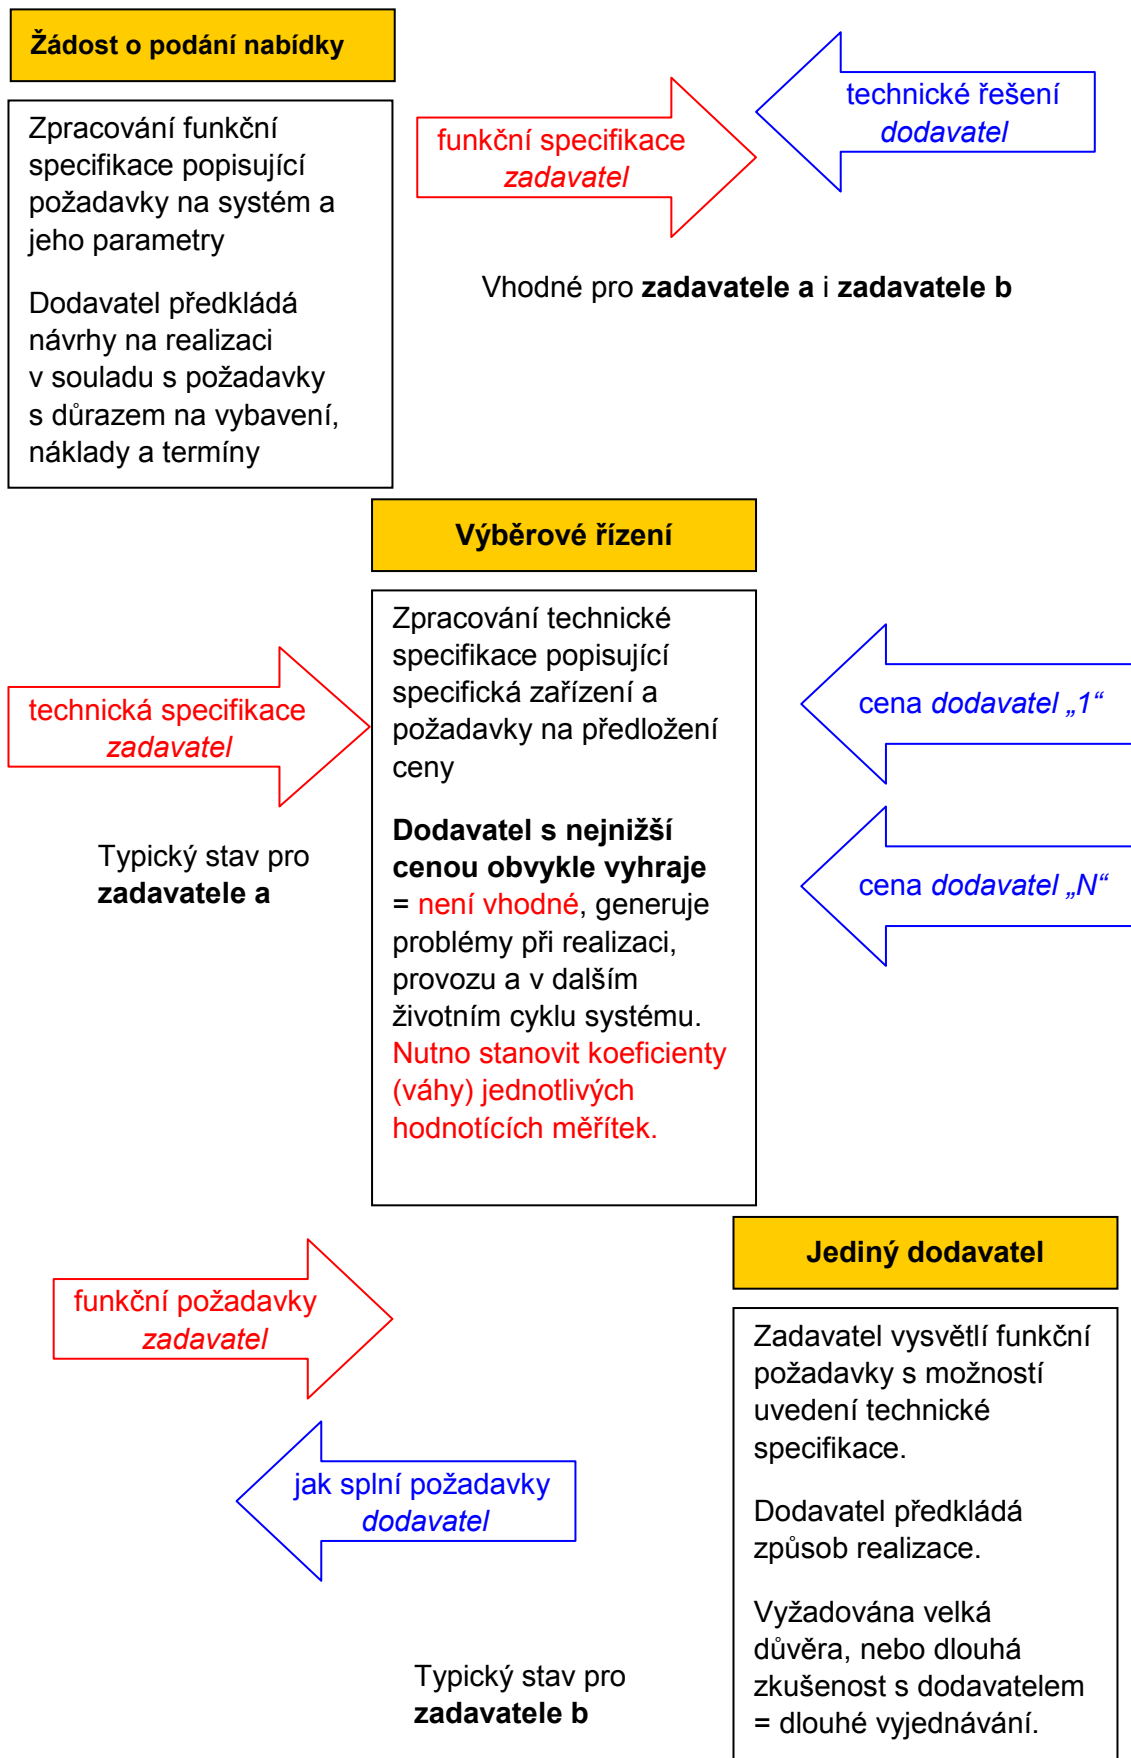 Žádost o podání nabídky
Zpracování funkční
specifikace popisující
požadavky na systém a
jeho parametry
Dodavatel předkládá
návrhy na realizaci
v souladu s požadavky
s důrazem na vybavení,
náklady a termíny
funkční specifikace
zadavatel
technické řešení
dodavatel
Vhodné pro zadavatele a i zadavatele b
Výběrové řízení
technická specifikace
zadavatel
Typický stav pro
zadavatele a
Zpracování technické
specifikace popisující
specifická zařízení a
požadavky na předložení
ceny
Dodavatel s nejnižší
cenou obvykle vyhraje
= není vhodné, generuje
problémy při realizaci,
provozu a v dalším
životním cyklu systému.
Nutno stanovit koeficienty
(váhy) jednotlivých
hodnotících měřítek.
cena dodavatel „1“
cena dodavatel „N“
Jediný dodavatel
funkční požadavky
zadavatel
jak splní požadavky
dodavatel
Typický stav pro
zadavatele b
Zadavatel vysvětlí funkční
požadavky s možností
uvedení technické
specifikace.
Dodavatel předkládá
způsob realizace.
Vyžadována velká
důvěra, nebo dlouhá
zkušenost s dodavatelem
= dlouhé vyjednávání.